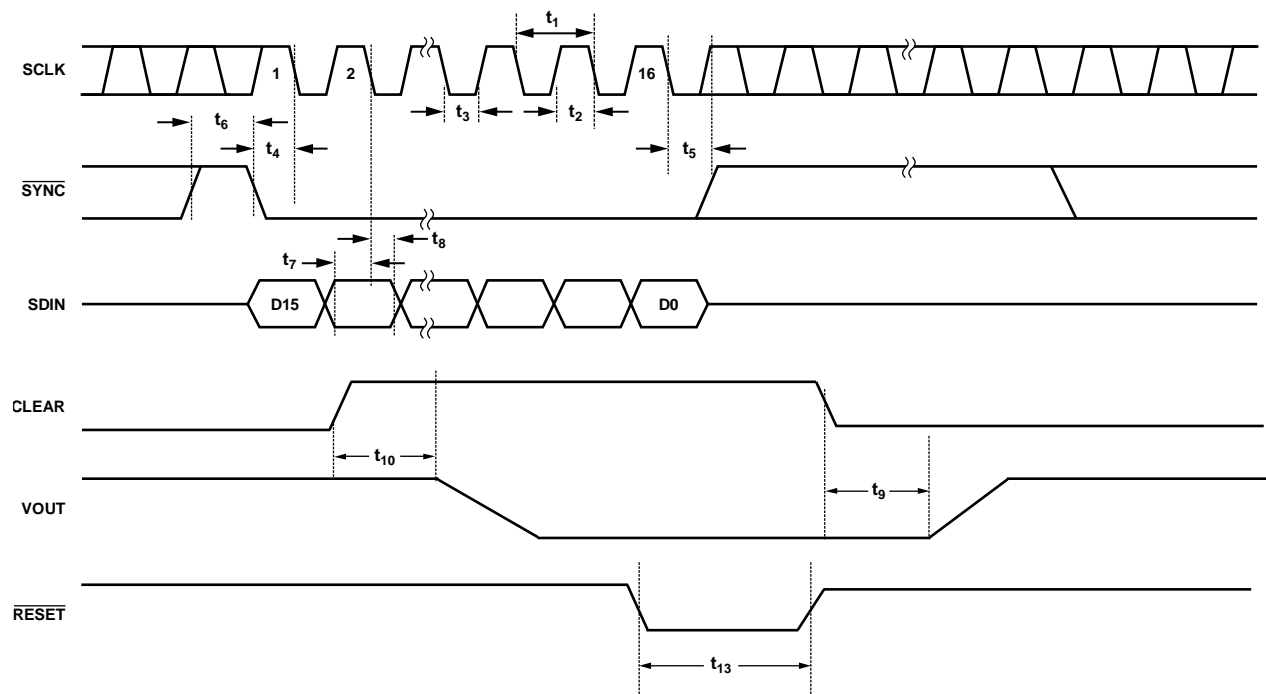 t1
SCLK
1
2
16
t3
t2
t6
t4
t5
SYNC
t8
t7
SDIN
D15
D0
CLEAR
t10
VOUT
t9
RESET
t13